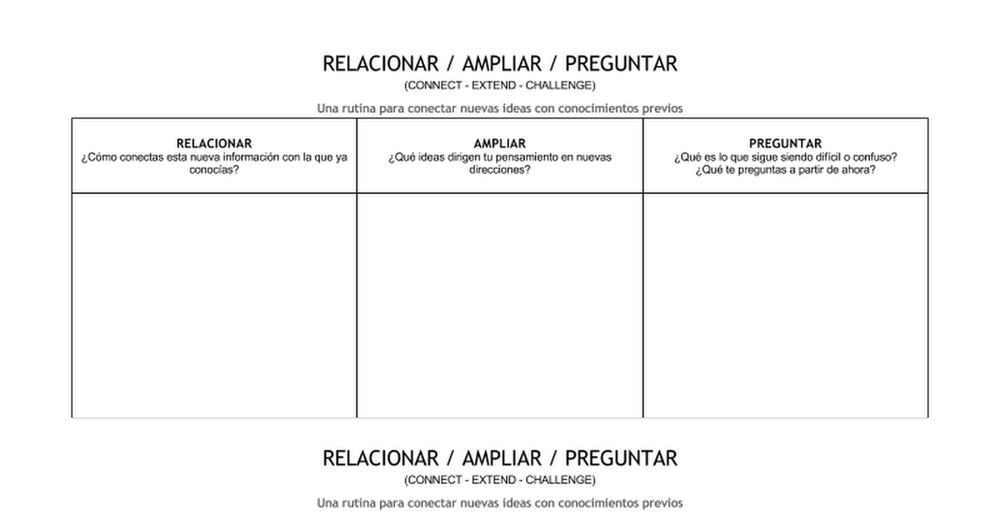 RELACIONAR / AMPLIAR / PREGUNTAR
(CONNECT - EXTEND - CHALLENGE)
Una rutina para conectar nuevas ideas con conocimientos previos
RELACIONAR
¿Cómo conectas esta nueva información con la que ya
conocías?
AMPLIAR
¿Qué ideas dirigen tu pensamiento en nuevas
direcciones?
PREGUNTAR
¿Qué es lo que sigue siendo difícil o confuso?
¿Qué te preguntas a partir de ahora?
RELACIONAR / AMPLIAR / PREGUNTAR
(CONNECT - EXTEND - CHALLENGE)
Una rutina para conectar nuevas ideas con conocimientos previos